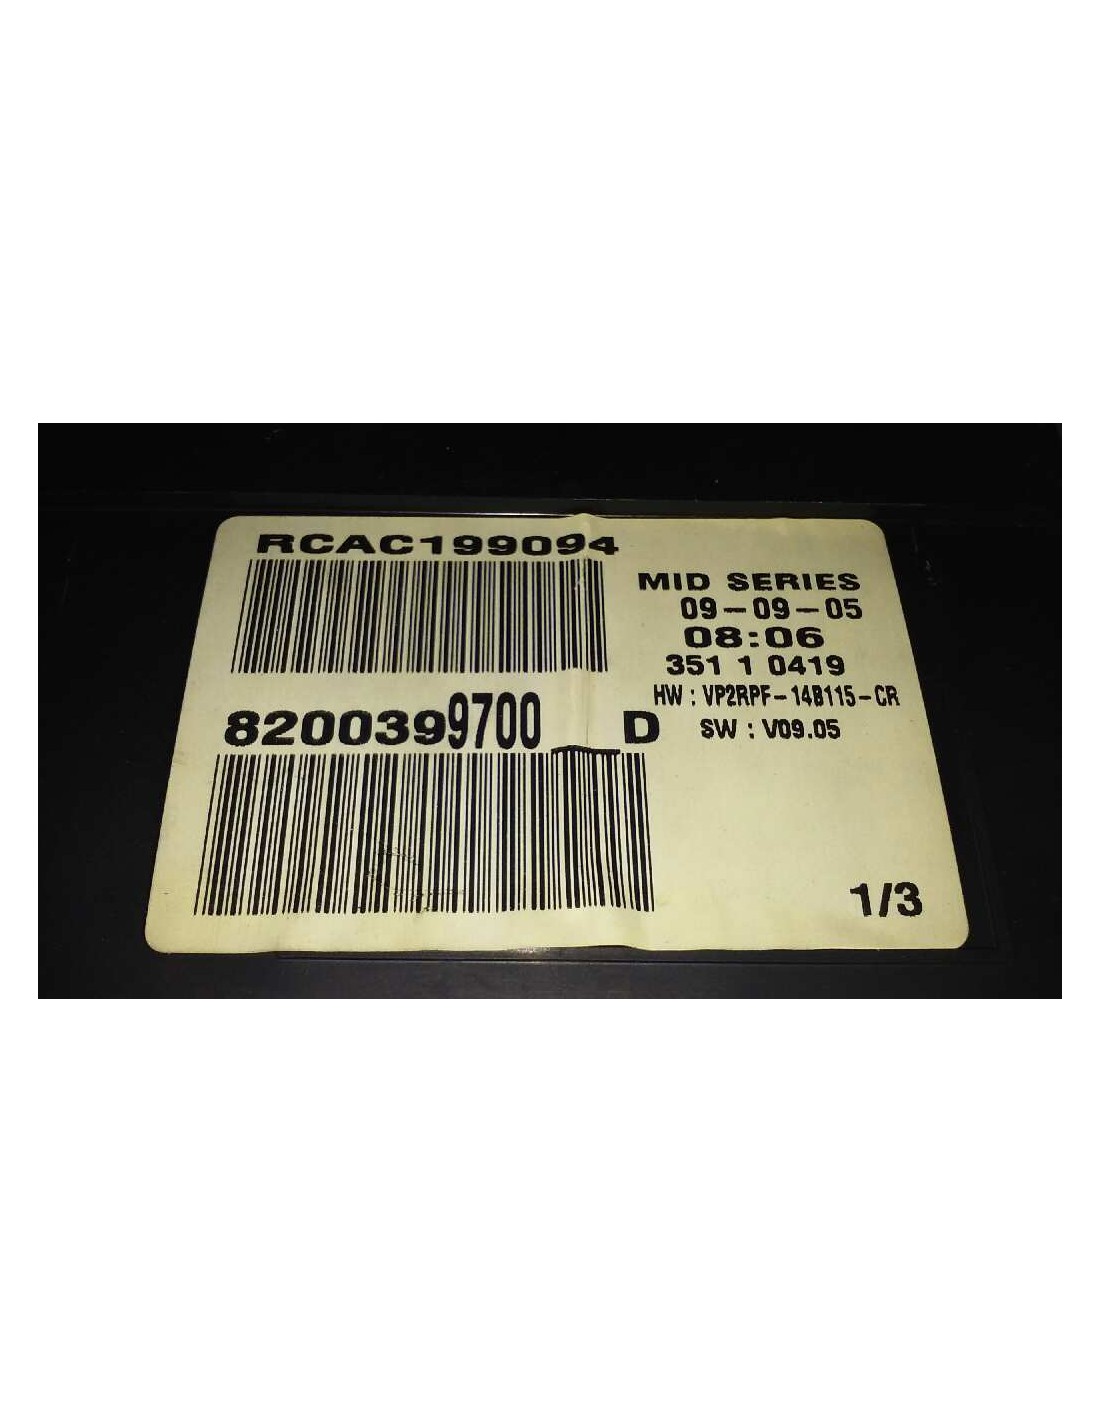 RCAC199094
MID SERIES
09-09-05
08:06
351 1 0419
HW : VP2RPF-14B115-CR
8200399700 D
SW : V09.05
1/3